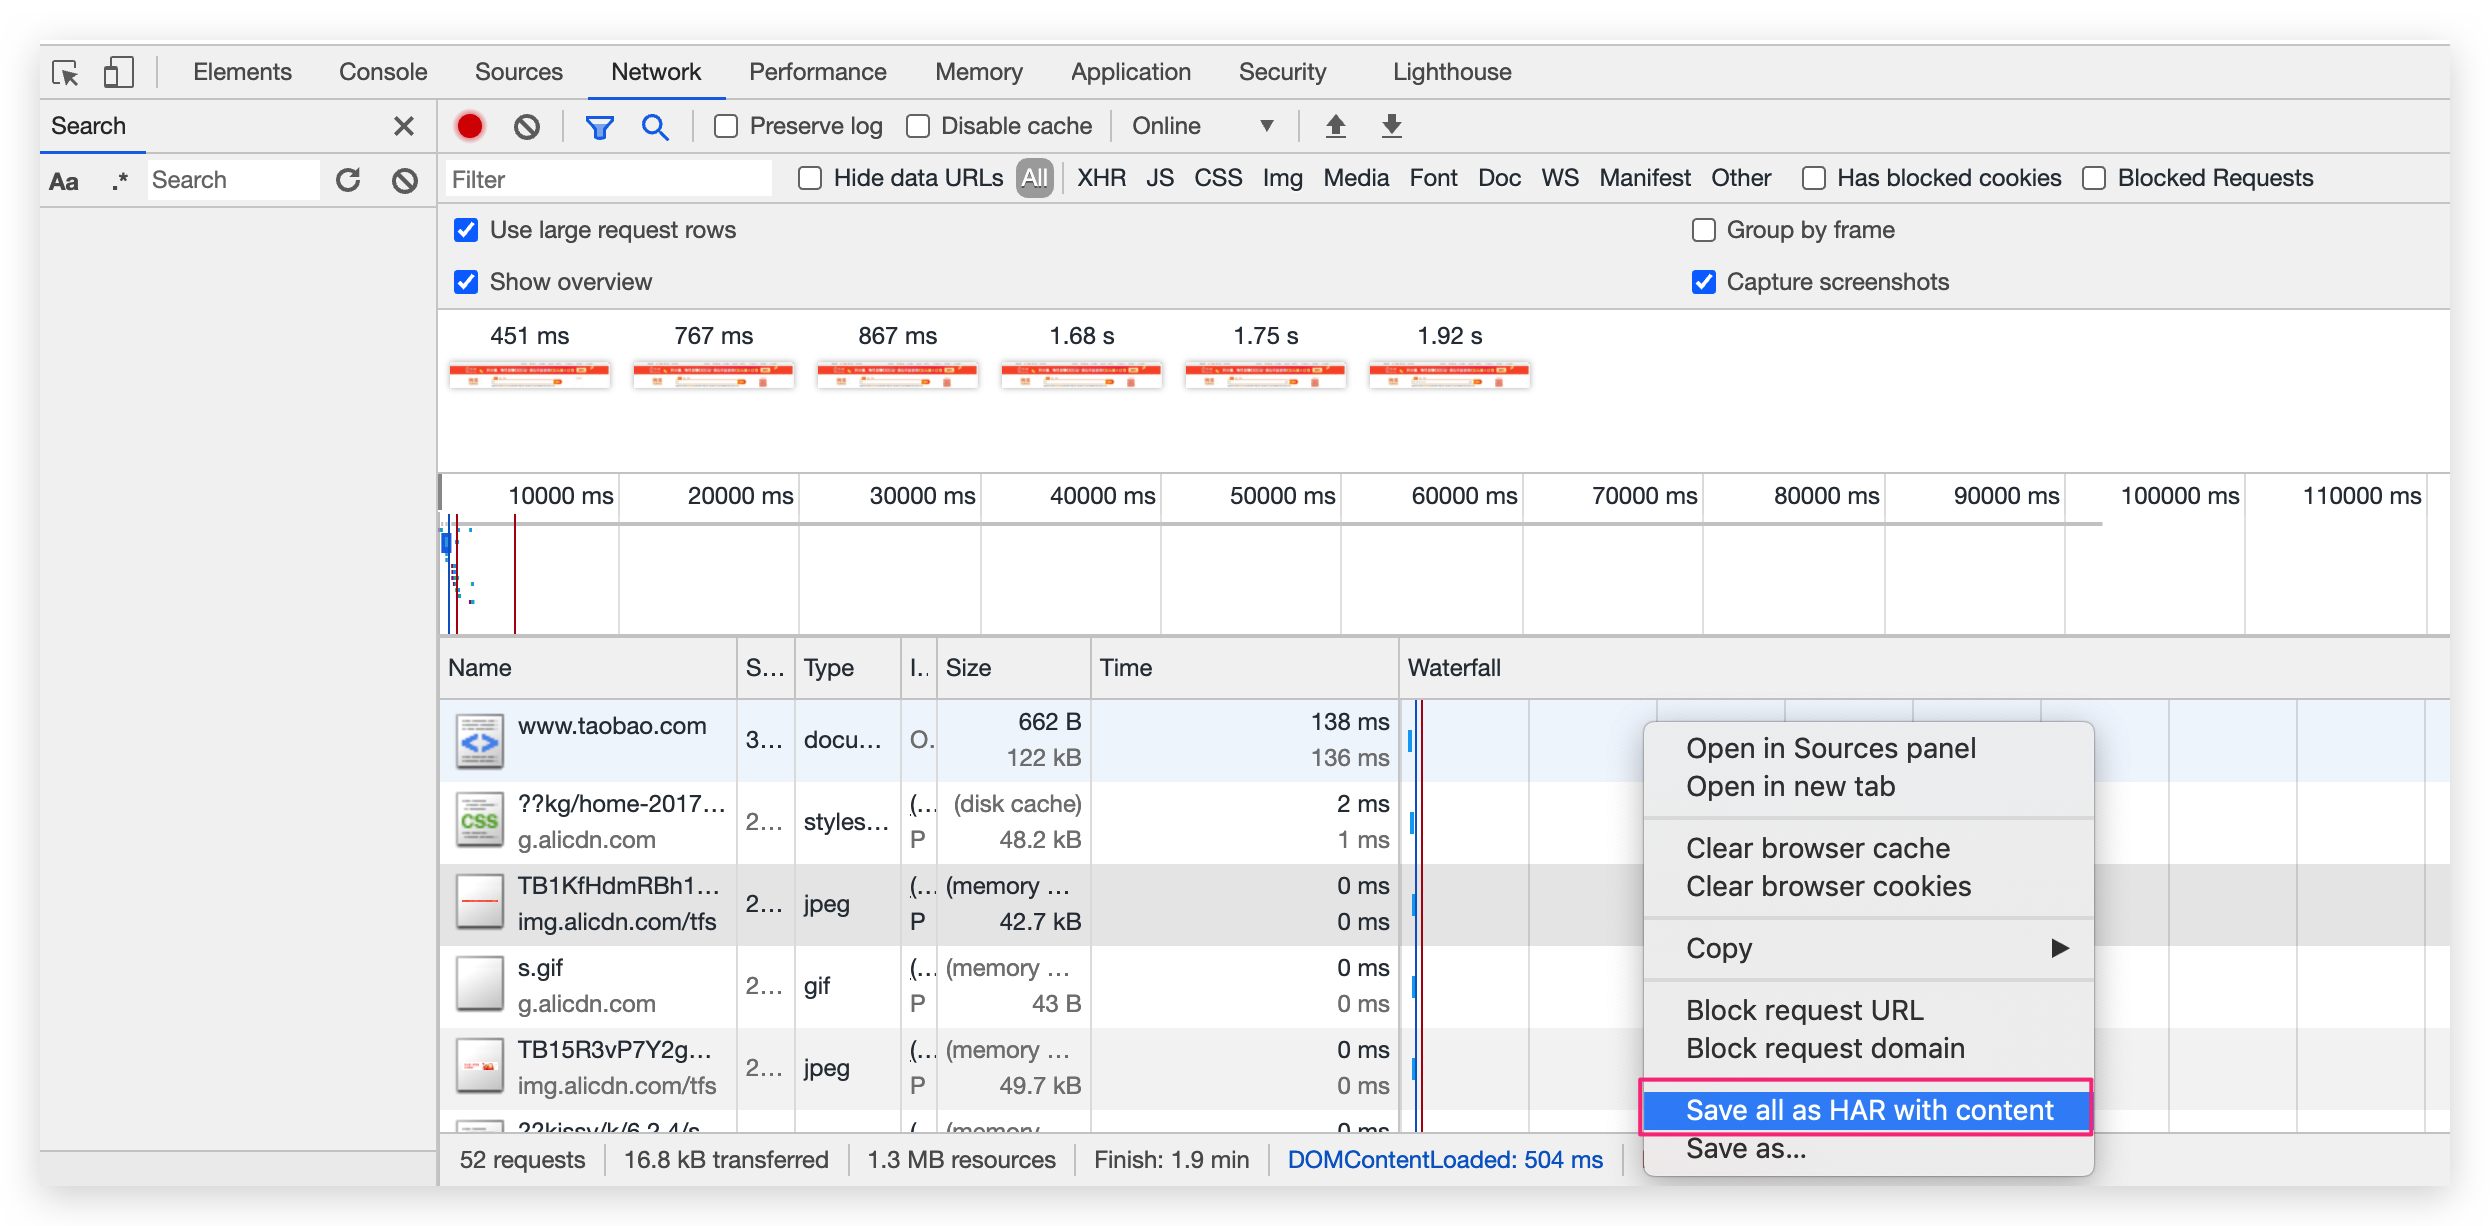 Elements Console Sources Network Performance Memory Application Security Lighthouse
Search
Preserve log Disable cache Online
Aa .* Search
Filter Hide data URLs All XHR JS CSS Img Media Font Doc WS Manifest Other Has blocked cookies Blocked Requests
Use large request rows Group by frame
Show overview Capture screenshots
451 ms 767 ms 867 ms 1.68 s 1.75 s 1.92 s
10000 ms 20000 ms 30000 ms 40000 ms 50000 ms 60000 ms 70000 ms 80000 ms 90000 ms 100000 ms 110000 ms
Name S... Type I.. Size Time Waterfall
www.taobao.com 3... docu... O. 662 B 138 ms
122 kB 136 ms
??kg/home-2017... 2... styles... (... (disk cache) 2 ms
g.alicdn.com P 48.2 kB 1 ms
TB1KfHdmRBh1... 2... jpeg (... (memory ... 0 ms
img.alicdn.com/tfs P 42.7 kB 0 ms
s.gif 2... gif (... (memory ... 0 ms
g.alicdn.com P 43 B 0 ms
TB15R3vP7Y2g... 2... jpeg (... (memory ... 0 ms
img.alicdn.com/tfs P 49.7 kB 0 ms
??kissy/k/6.2.4/s (memory 0 ms
52 requests 16.8 kB transferred 1.3 MB resources Finish: 1.9 min DOMContentLoaded: 504 ms
Open in Sources panel
Open in new tab
Clear browser cache
Clear browser cookies
Copy
Block request URL
Block request domain
Save all as HAR with content
Save as...